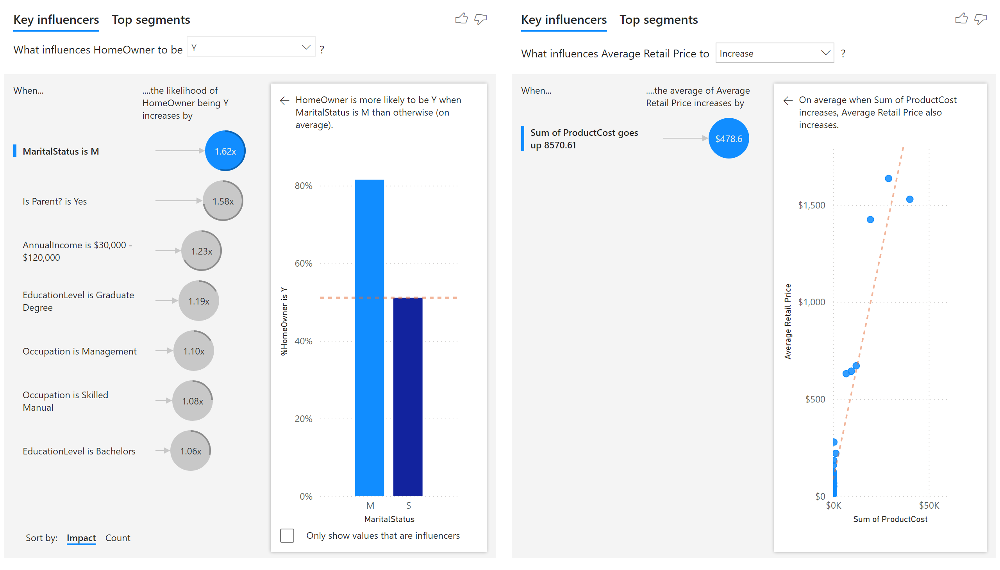 Key influencers Top segments
What influences HomeOwner to be Y ?
When...
....the likelihood of
HomeOwner being Y
increases by
MaritalStatus is M
1.62x
Is Parent? is Yes
1.58x
AnnualIncome is $30,000 -
$120,000
1.23x
EducationLevel is Graduate
Degree
1.19x
Occupation is Management
1.10x
Occupation is Skilled
Manual
1.08x
EducationLevel is Bachelors
1.06x
Sort by: Impact Count
HomeOwner is more likely to be Y when
MaritalStatus is M than otherwise (on
average).
%HomeOwner is Y
80%
60%
40%
20%
0%
M S
MaritalStatus
Only show values that are influencers
Key influencers Top segments
What influences Average Retail Price to Increase ?
When...
....the average of Average
Retail Price increases by
Sum of ProductCost goes
up 8570.61
$478.6
On average when Sum of ProductCost
increases, Average Retail Price also
increases.
Average Retail Price
$1,500
$1,000
$500
$0
$0K $50K
Sum of ProductCost